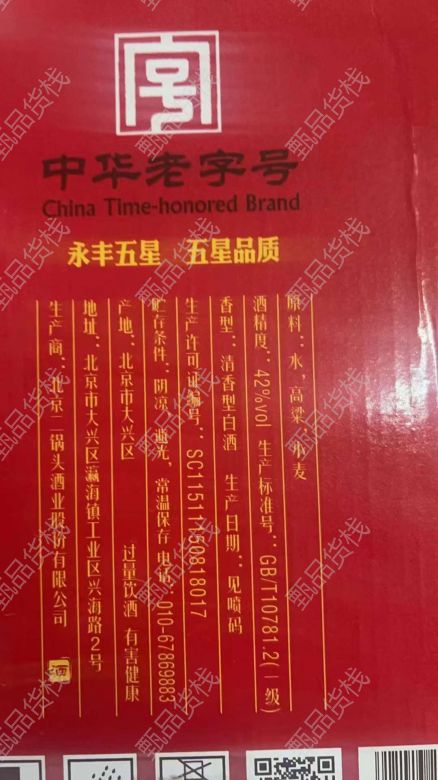 中华老字号
China Time-honored Brand
永丰五星 五星品质
原料：水，高粱，小麦
酒精度：42%vol 生产标准号：GB/T10781.2(一级)
香型：清香型白酒 生产日期：见喷码
生产许可证编号：SC11511150818017
贮存条件：阴凉、避光、常温保存 电话：010-67869883
产地：北京市大兴区 过量饮酒 有害健康
地址：北京市大兴区瀛海镇工业区兴海路2号
生产商：北京二锅头酒业股份有限公司
酒
甄品货栈